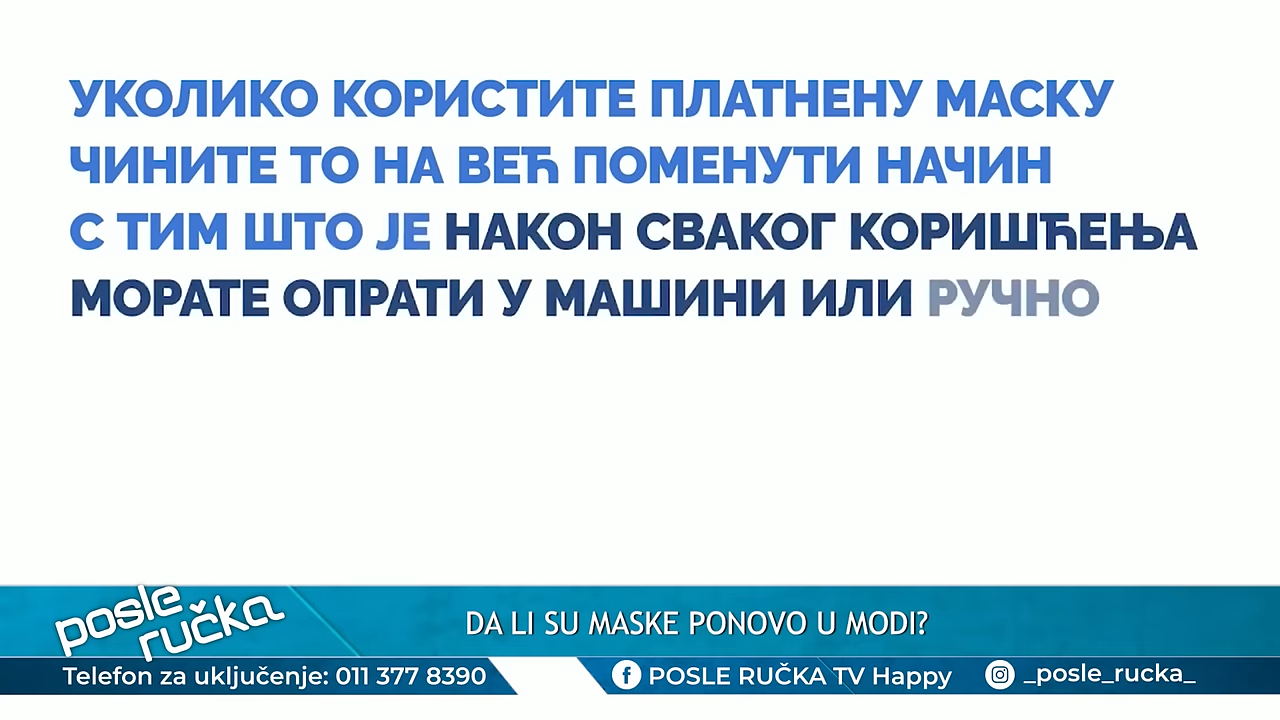 УКОЛИКО КОРИСТИТЕ ПЛАТНЕНУ МАСКУ
ЧИНИТЕ ТО НА ВЕЋ ПОМЕНУТИ НАЧИН
С ТИМ ШТО ЈЕ НАКОН СВАКОГ КОРИШЋЕЊА
МОРАТЕ ОПРАТИ У МАШИНИ ИЛИ РУЧНО
posle
ručka
DA LI SU MASKE PONOVO U MODI?
Telefon za uključenje: 011 377 8390
POSLE RUČKA TV Happy
_posle_rucka_